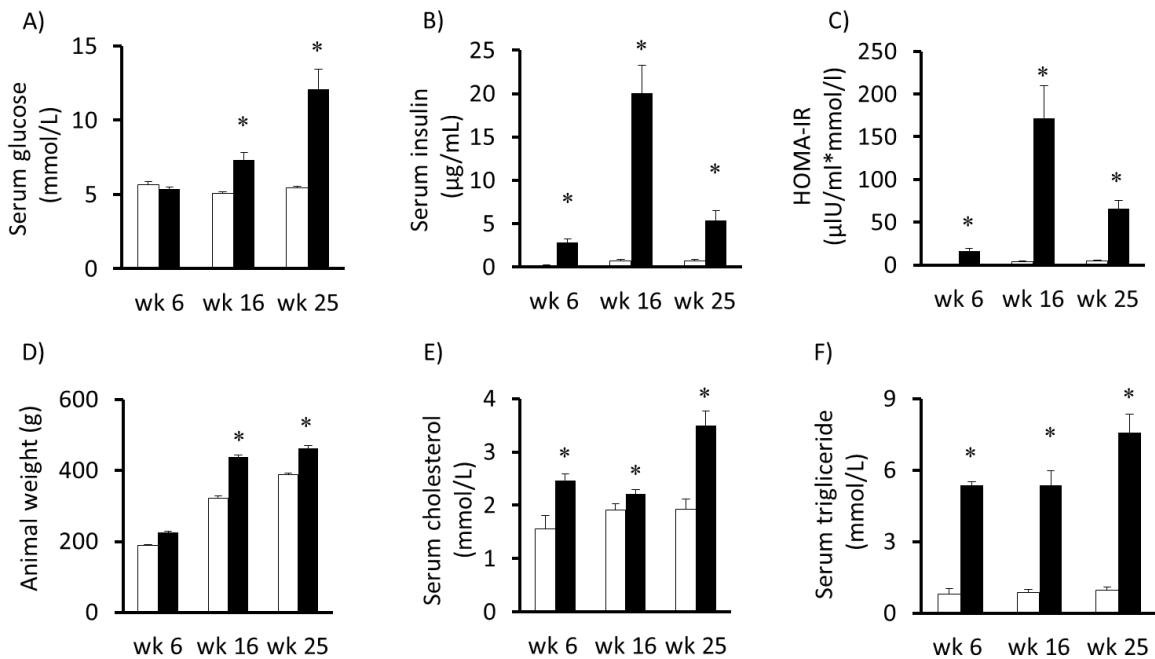 A)
Serum glucose
(mmol/L)
15
10
5
0
*
*
wk 6 wk 16 wk 25
B)
Serum insulin
(µg/mL)
25
20
15
10
5
0
*
*
*
wk 6 wk 16 wk 25
C)
HOMA-IR
(µIU/ml*mmol/l)
250
200
150
100
50
0
*
*
*
wk 6 wk 16 wk 25
D)
Animal weight (g)
600
400
200
0
*
*
wk 6 wk 16 wk 25
E)
Serum cholesterol
(mmol/L)
4
3
2
1
0
*
*
*
wk 6 wk 16 wk 25
F)
Serum trigliceride
(mmol/L)
9
6
3
0
*
*
*
wk 6 wk 16 wk 25